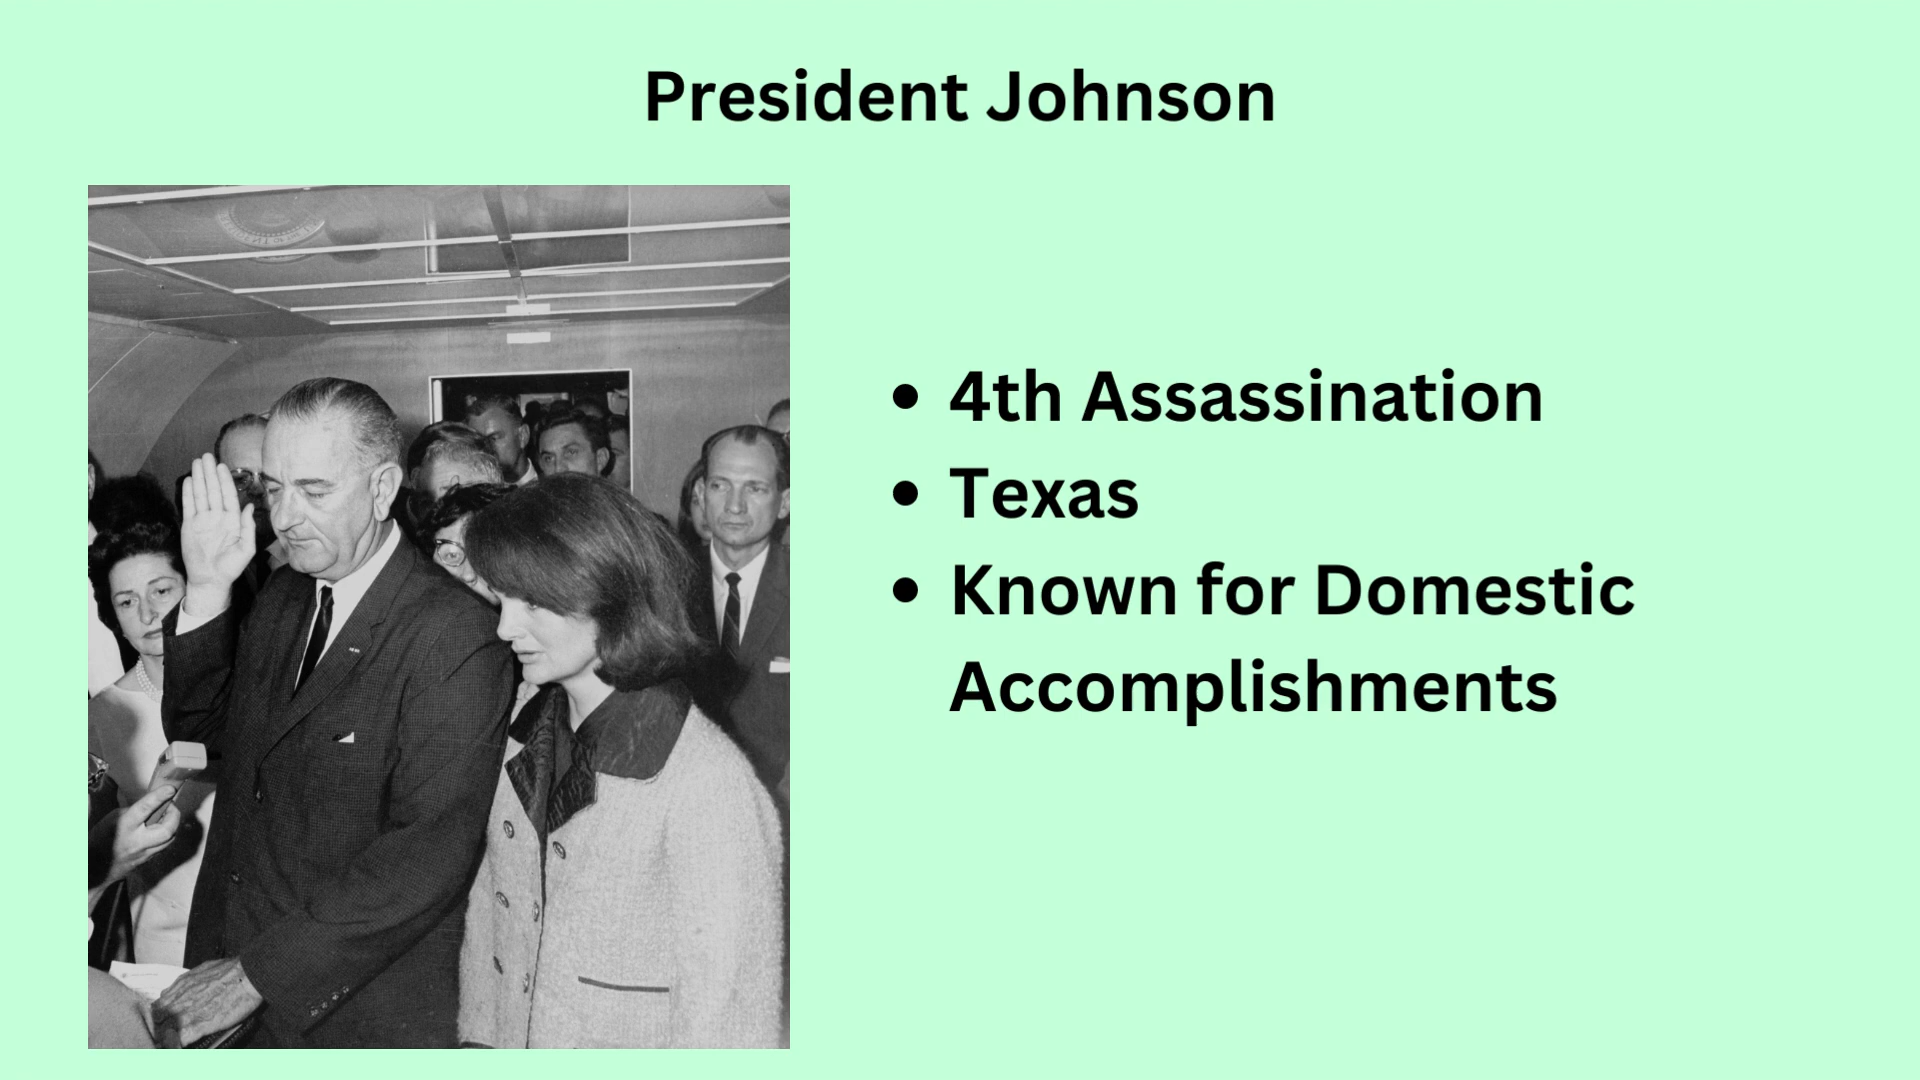 President Johnson
4th Assassination
Texas
Known for Domestic
Accomplishments